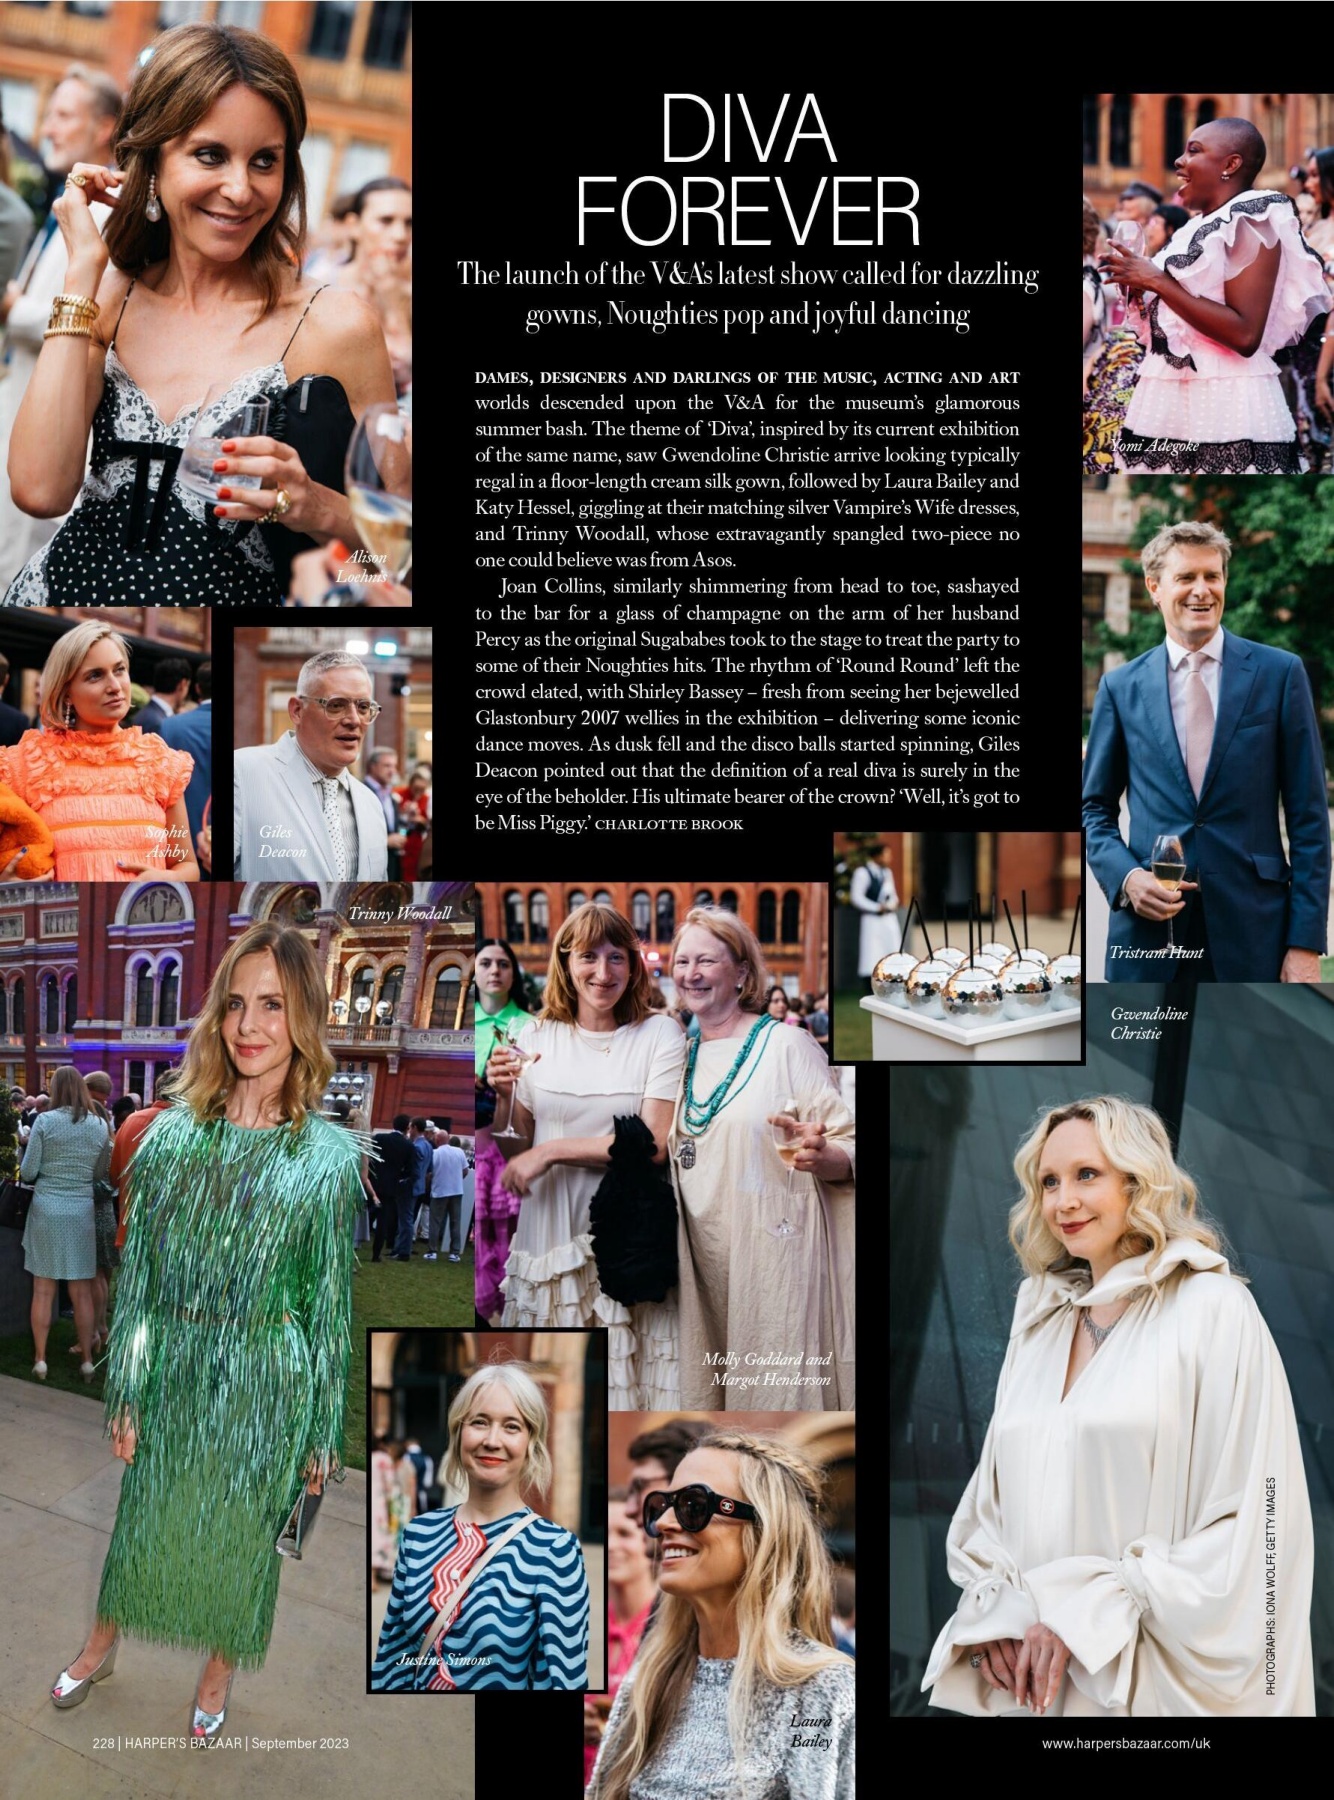 DIVA
FOREVER
The launch of the V&A's latest show called for dazzling
gowns, Noughties pop and joyful dancing
DAMES, DESIGNERS AND DARLINGS OF THE MUSIC, ACTING AND ART
worlds descended upon the V&A for the museum's glamorous
summer bash. The theme of 'Diva', inspired by its current exhibition
of the same name, saw Gwendoline Christie arrive looking typically
regal in a floor-length cream silk gown, followed by Laura Bailey and
Katy Hessel, giggling at their matching silver Vampire's Wife dresses,
and Trinny Woodall, whose extravagantly spangled two-piece no
one could believe was from Asos.
Joan Collins, similarly shimmering from head to toe, sashayed
to the bar for a glass of champagne on the arm of her husband
Percy as the original Sugababes took to the stage to treat the party to
some of their Noughties hits. The rhythm of 'Round Round' left the
crowd elated, with Shirley Bassey – fresh from seeing her bejewelled
Glastonbury 2007 wellies in the exhibition – delivering some iconic
dance moves. As dusk fell and the disco balls started spinning, Giles
Deacon pointed out that the definition of a real diva is surely in the
eye of the beholder. His ultimate bearer of the crown? 'Well, it's got to
be Miss Piggy.' CHARLOTTE BROOK
Yomi Adegoke
Alison
Loehnis
Sophie
Ashby
Giles
Deacon
Trinny Woodall
Tristram Hunt
Gwendoline
Christie
Molly Goddard and
Margot Henderson
Justine Simons
Laura
Bailey
PHOTOGRAPHS: IONA WOLFF, GETTY IMAGES
228 | HARPER'S BAZAAR | September 2023
www.harpersbazaar.com/uk